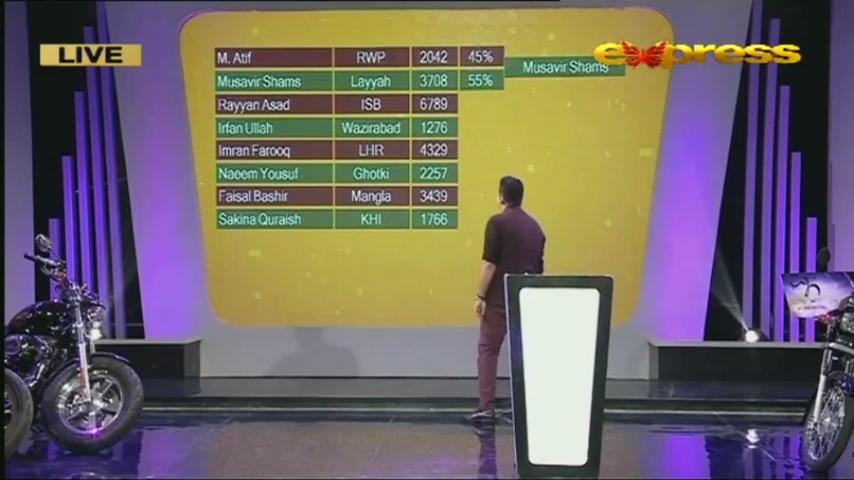 LIVE
express
M. Atif RWP 2042 45%
Musavir Shams Layyah 3708 55% Musavir Shams
Rayyan Asad ISB 6789
Irfan Ullah Wazirabad 1276
Imran Farooq LHR 4329
Naeem Yousuf Ghotki 2257
Faisal Bashir Mangla 3439
Sakina Quraish KHI 1766